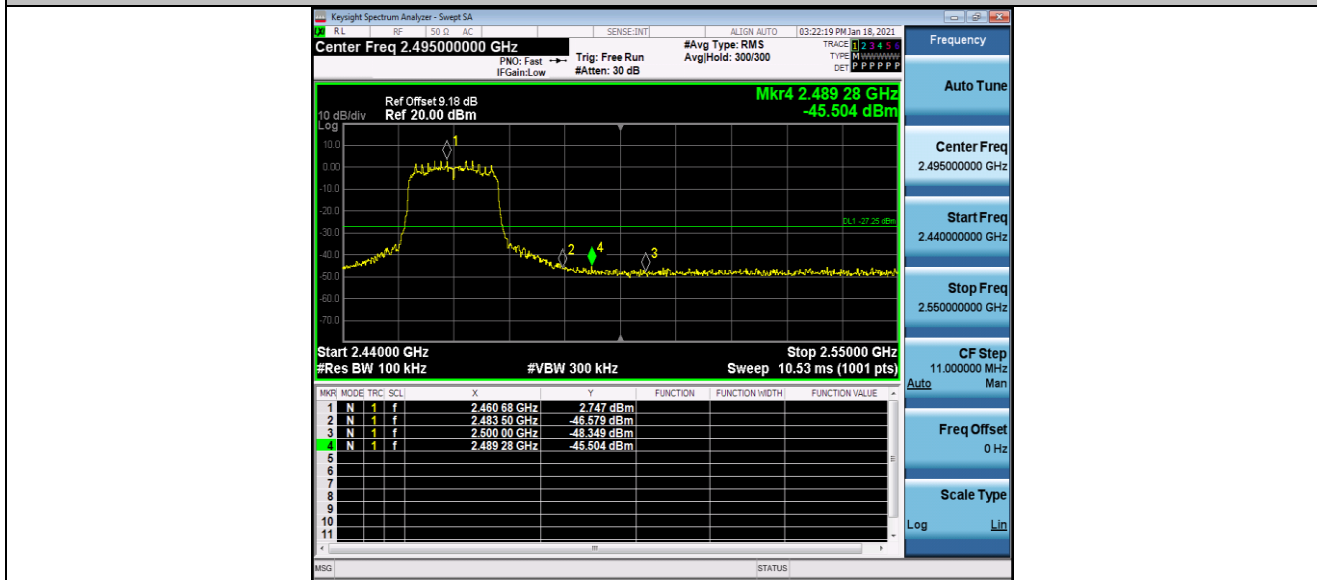 Keysight Spectrum Analyzer - Swept SA
RL RF 50 Ω AC SENSE:INT ALIGN AUTO 03:22:19 PM Jan 18, 2021
Center Freq 2.495000000 GHz
PNO: Fast
IFGain:Low
Trig: Free Run
#Atten: 30 dB
#Avg Type: RMS
Avg|Hold: 300/300
TRACE 1 2 3 4 5 6
TYPE M W W W W W
DET P P P P P P
Mkr4 2.489 28 GHz
-45.504 dBm
Ref Offset 9.18 dB
10 dB/div Ref 20.00 dBm
Log
10.0
0.00
-10.0
-20.0
-30.0
-40.0
-50.0
-60.0
-70.0
1
2
4
3
DL1 -27.25 dBm
Start 2.44000 GHz Stop 2.55000 GHz
#Res BW 100 kHz #VBW 300 kHz Sweep 10.53 ms (1001 pts)
MKR MODE TRC SCL X Y FUNCTION FUNCTION WIDTH FUNCTION VALUE
1 N 1 f 2.460 68 GHz 2.747 dBm
2 N 1 f 2.483 50 GHz -46.579 dBm
3 N 1 f 2.500 00 GHz -48.349 dBm
4 N 1 f 2.489 28 GHz -45.504 dBm
5
6
7
8
9
10
11
MSG STATUS
Frequency
Auto Tune
Center Freq
2.495000000 GHz
Start Freq
2.440000000 GHz
Stop Freq
2.550000000 GHz
CF Step
11.000000 MHz
Auto Man
Freq Offset
0 Hz
Scale Type
Log Lin